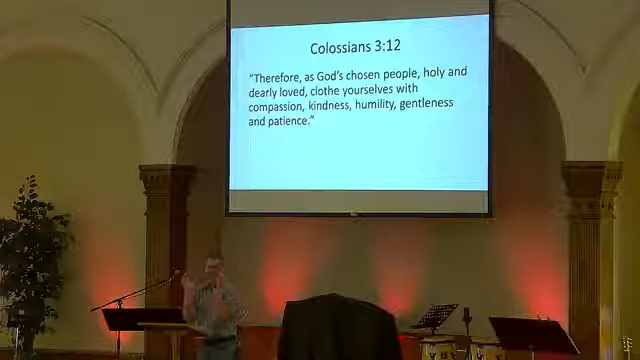 Colossians 3:12
“Therefore, as God’s chosen people, holy and
dearly loved, clothe yourselves with
compassion, kindness, humility, gentleness
and patience.”